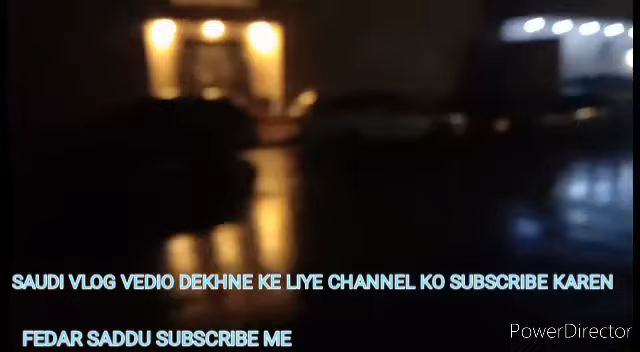 SAUDI VLOG VEDIO DEKHNE KE LIYE CHANNEL KO SUBSCRIBE KAREN
PowerDirector
FEDAR SADDU SUBSCRIBE ME